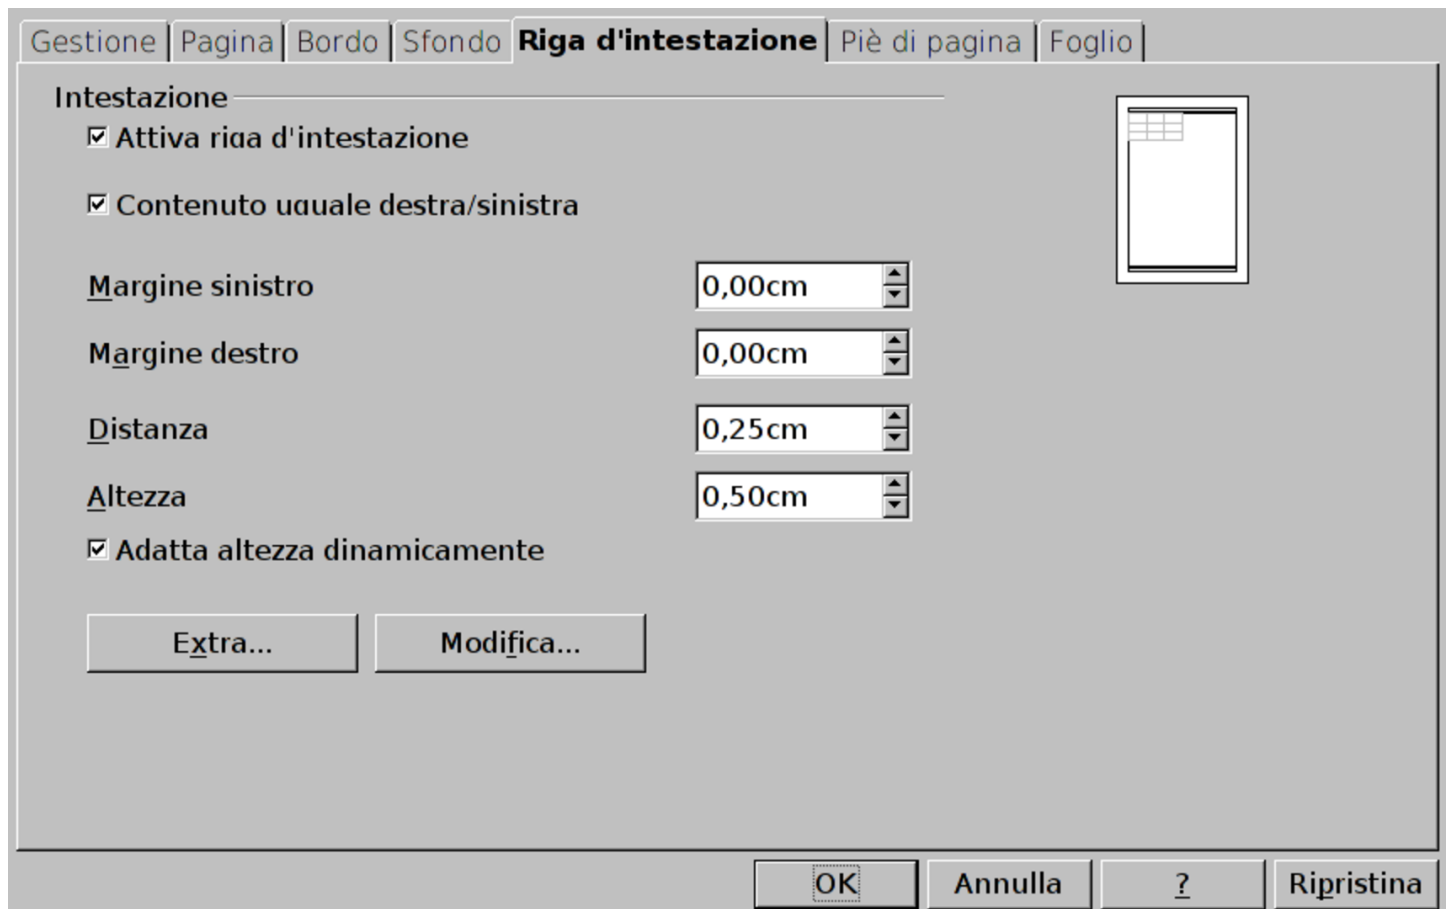 Gestione Pagina Bordo Sfondo Riga d'intestazione Piè di pagina Foglio
Intestazione
Attiva riga d'intestazione
Contenuto uguale destra/sinistra
Margine sinistro 0,00cm
Margine destro 0,00cm
Distanza 0,25cm
Altezza 0,50cm
Adatta altezza dinamicamente
Extra... Modifica...
OK Annulla ? Ripristina